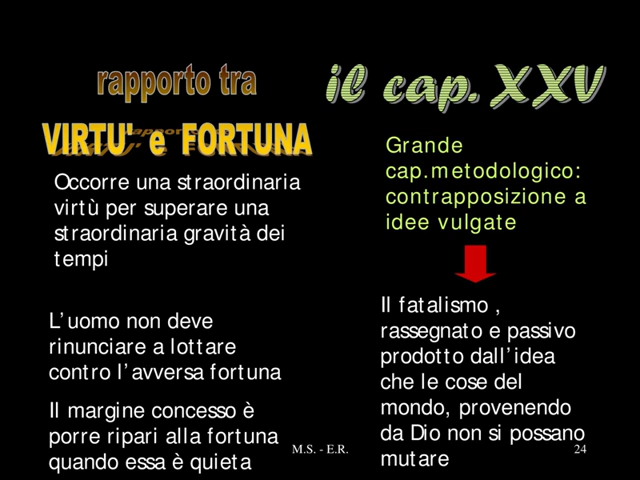 rapporto tra
VIRTU' e FORTUNA
Occorre una straordinaria
virtù per superare una
straordinaria gravità dei
tempi
L’uomo non deve
rinunciare a lottare
contro l’avversa fortuna
Il margine concesso è
porre ripari alla fortuna
quando essa è quieta
il cap. XXV
Grande
cap.metodologico:
contrapposizione a
idee vulgate
Il fatalismo ,
rassegnato e passivo
prodotto dall’idea
che le cose del
mondo, provenendo
da Dio non si possano
mutare
M.S. - E.R.
24